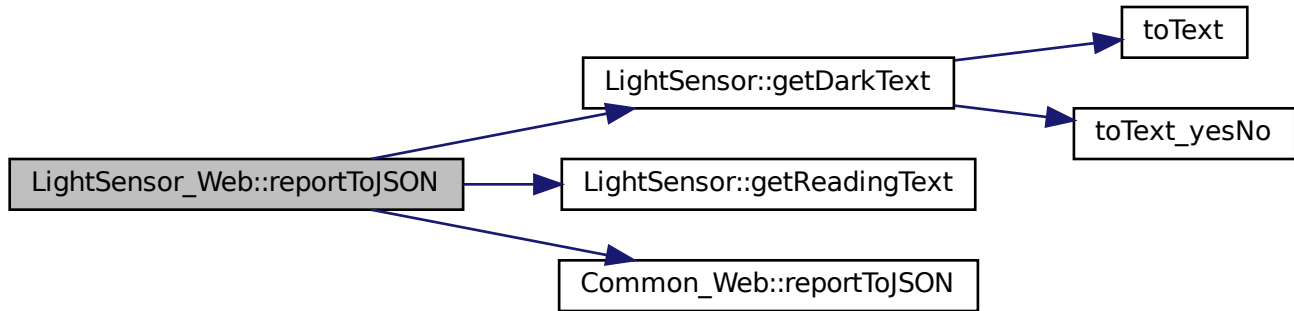 toText
LightSensor::getDarkText
toText_yesNo
LightSensor_Web::reportToJSON
LightSensor::getReadingText
Common_Web::reportToJSON